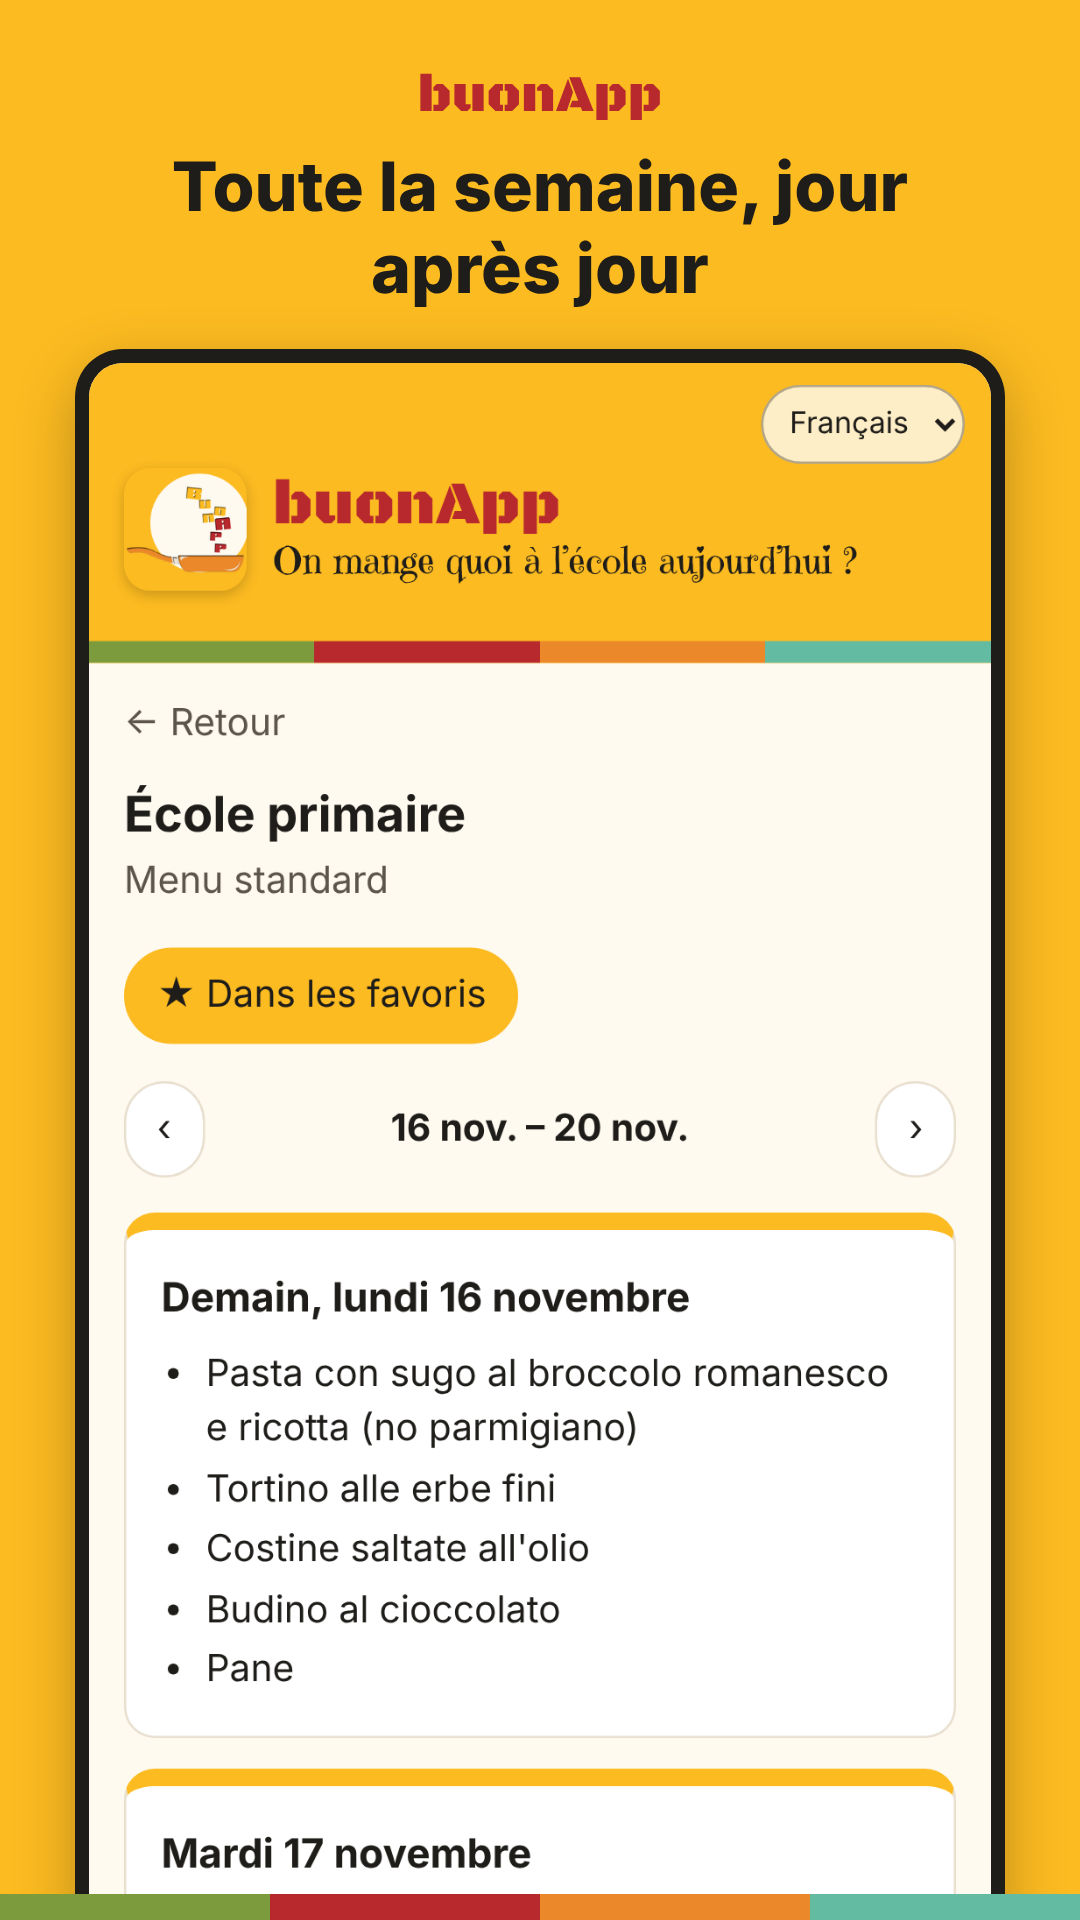 buonApp
Toute la semaine, jour
après jour
Français
buonApp
On mange quoi à l'école aujourd'hui ?
← Retour
École primaire
Menu standard
★ Dans les favoris
‹ 16 nov. – 20 nov. ›
Demain, lundi 16 novembre
• Pasta con sugo al broccolo romanesco
e ricotta (no parmigiano)
• Tortino alle erbe fini
• Costine saltate all'olio
• Budino al cioccolato
• Pane
Mardi 17 novembre